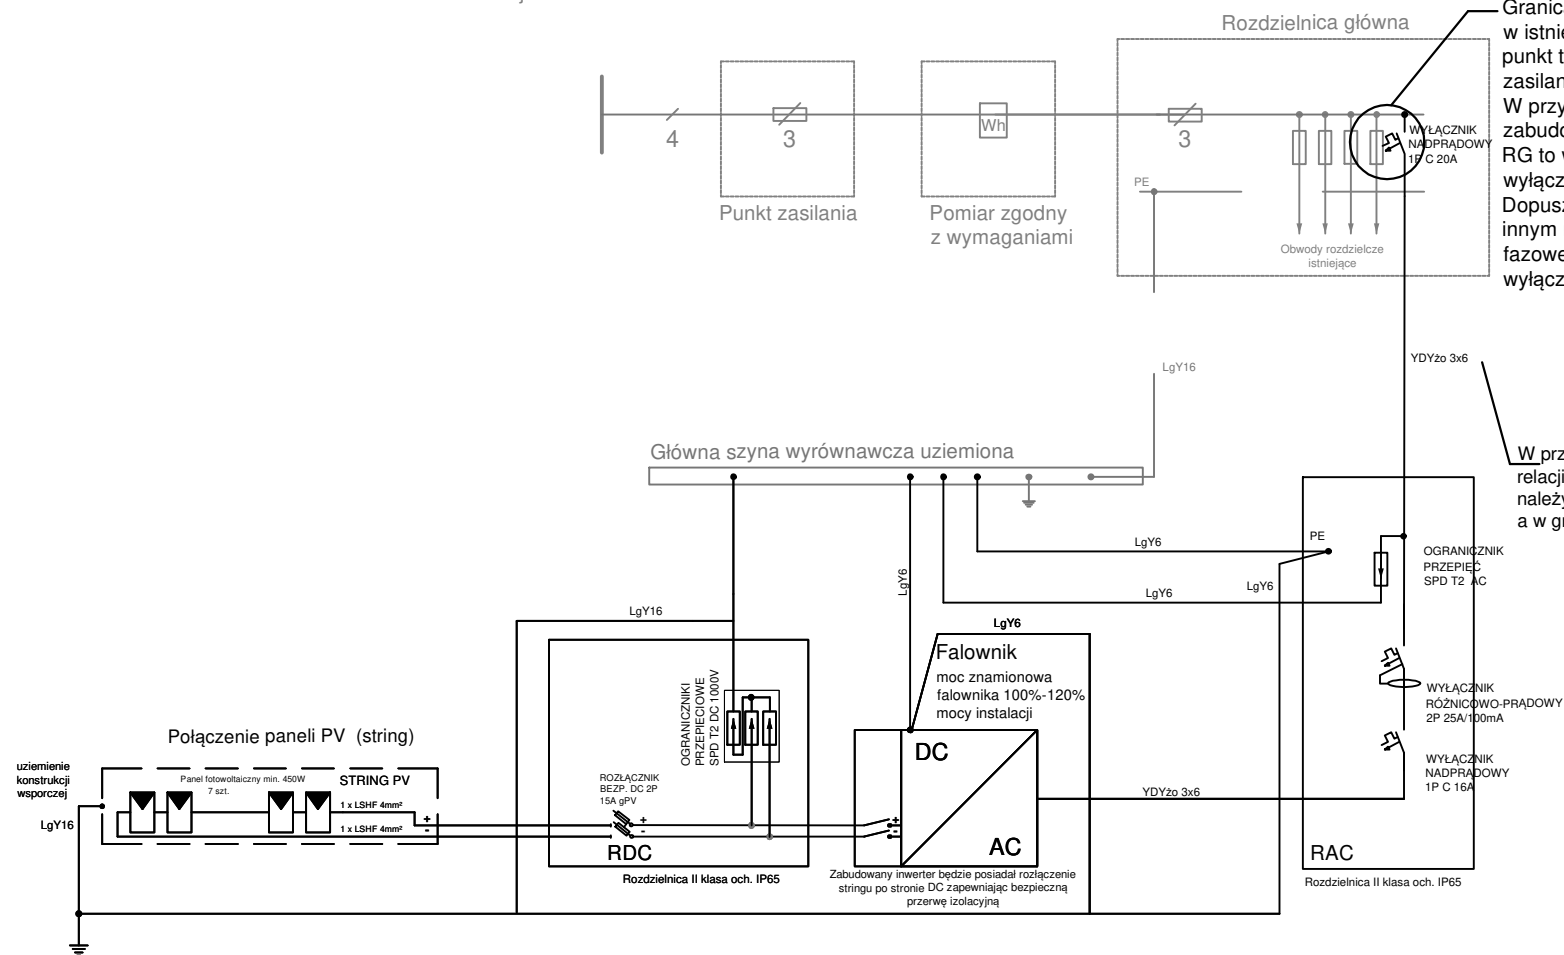 Rozdzielnica główna
4
3
Punkt zasilania
Wh
Pomiar zgodny
z wymaganiami
3
PE
WYŁĄCZNIK
NADPRĄDOWY
1P C 20A
Obwody rozdzielcze
istniejące
w istnie
punkt t
zasilan
W przy
zabudo
RG to w
wyłącz
Dopusz
innym
fazowe
wyłącz
LgY16
YDYżo 3x6
Główna szyna wyrównawcza uziemiona
W prz
relacji
należy
a w gr
PE
LgY6
LgY6
LgY6
LgY6
OGRANICZNIK
PRZEPIĘĆ
SPD T2 AC
LgY16
LgY6
Falownik
moc znamionowa
falownika 100%-120%
mocy instalacji
OGRANICZNIKI
PRZEPIECIOWE
SPD T2 DC 1000V
WYŁĄCZNIK
RÓŻNICOWO-PRĄDOWY
2P 25A/100mA
WYŁĄCZNIK
NADPRĄDOWY
1P C 16A
Połączenie paneli PV (string)
uziemienie
konstrukcji
wsporczej
LgY16
Panel fotowoltaiczny min. 450W
7 szt.
STRING PV
1 x LSHF 4mm²
1 x LSHF 4mm²
+
-
ROZŁĄCZNIK
BEZP. DC 2P
15A gPV
+
-
RDC
Rozdzielnica II klasa och. IP65
+
-
DC
AC
YDYżo 3x6
Zabudowany inwerter będzie posiadał rozłączenie
stringu po stronie DC zapewniając bezpieczną
przerwę izolacyjną
RAC
Rozdzielnica II klasa och. IP65